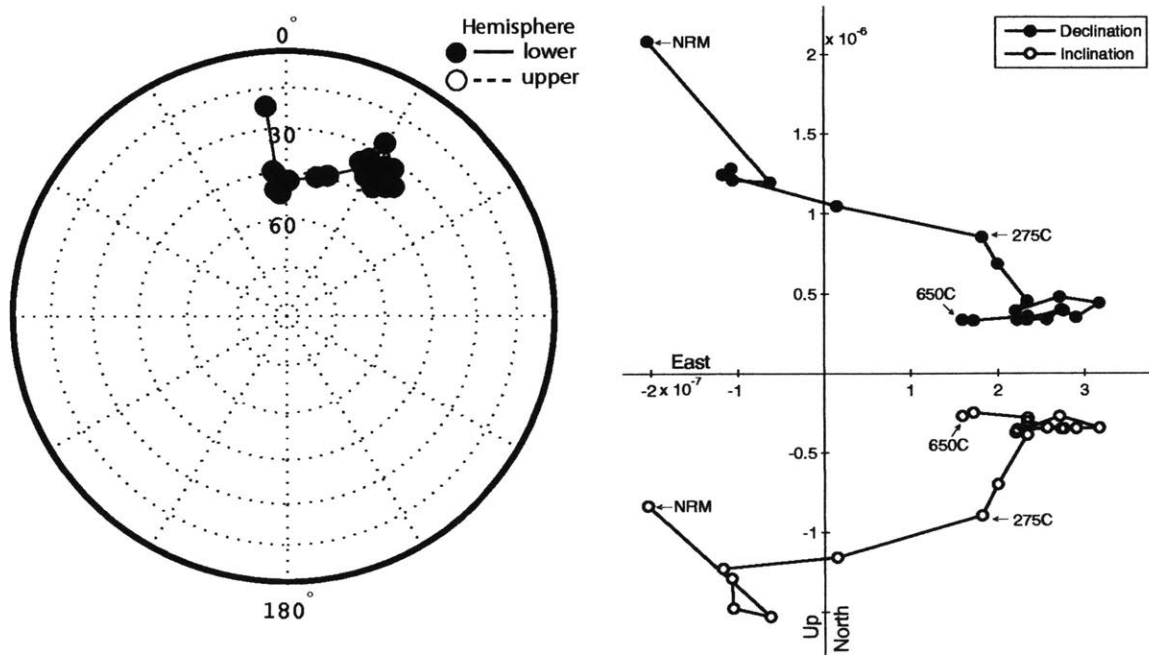 0°
Hemisphere
lower
upper
30
60
180°
x 10⁻⁶
Declination
Inclination
NRM
2
1.5
1
275C
0.5
650C
East
-2 x 10⁻⁷
-1
1
2
3
650C
-0.5
NRM
275C
-1
Up
North